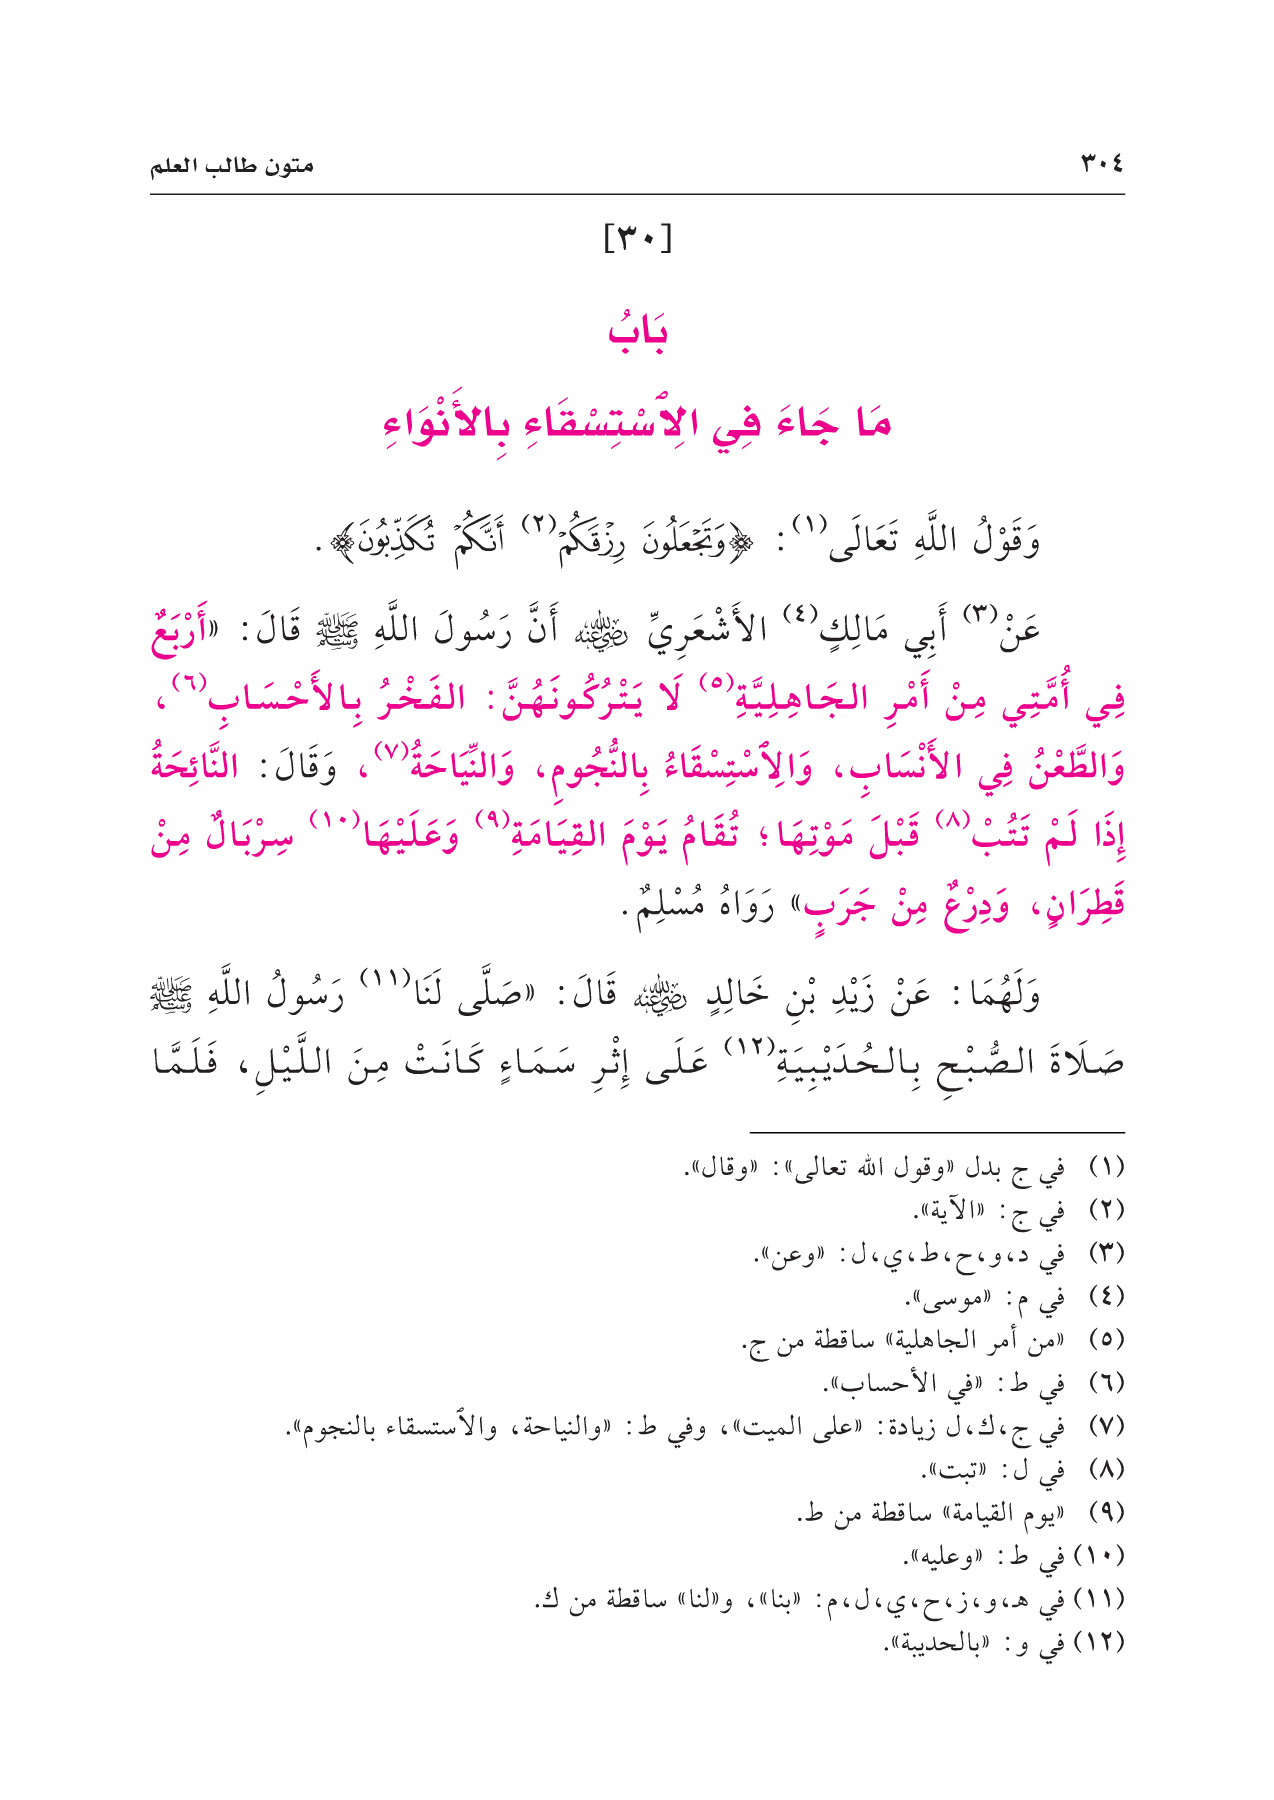 ٣٠٤
متون طالب العلم
[٣٠]
بَابُ
مَا جَاءَ فِي الِٱسْتِسْقَاءِ بِالأَنْوَاءِ
وَقَوْلُ اللَّهِ تَعَالَى(١): ﴿وَتَجْعَلُونَ رِزْقَكُمْ(٢) أَنَّكُمْ تُكَذِّبُونَ﴾.
عَنْ(٣) أَبِي مَالِكٍ(٤) الأَشْعَرِيِّ رضي الله عنه أَنَّ رَسُولَ اللَّهِ ﷺ قَالَ: «أَرْبَعٌ
فِي أُمَّتِي مِنْ أَمْرِ الجَاهِلِيَّةِ(٥) لَا يَتْرُكُونَهُنَّ: الفَخْرُ بِالأَحْسَابِ(٦)،
وَالطَّعْنُ فِي الأَنْسَابِ، وَالِٱسْتِسْقَاءُ بِالنُّجُومِ، وَالنِّيَاحَةُ(٧)، وَقَالَ: النَّائِحَةُ
إِذَا لَمْ تَتُبْ(٨) قَبْلَ مَوْتِهَا؛ تُقَامُ يَوْمَ القِيَامَةِ(٩) وَعَلَيْهَا(١٠) سِرْبَالٌ مِنْ
قَطِرَانٍ، وَدِرْعٌ مِنْ جَرَبٍ» رَوَاهُ مُسْلِمٌ.
وَلَهُمَا: عَنْ زَيْدِ بْنِ خَالِدٍ رضي الله عنه قَالَ: «صَلَّى لَنَا(١١) رَسُولُ اللَّهِ ﷺ
صَلَاةَ الصُّبْحِ بِالحُدَيْبِيَةِ(١٢) عَلَى إِثْرِ سَمَاءٍ كَانَتْ مِنَ اللَّيْلِ، فَلَمَّا
(١) في ج بدل «وقول الله تعالى»: «وقال».
(٢) في ج: «الآية».
(٣) في د،و،ح،ط،ي،ل: «وعن».
(٤) في م: «موسى».
(٥) «من أمر الجاهلية» ساقطة من ج.
(٦) في ط: «في الأحساب».
(٧) في ج،ك،ل زيادة: «على الميت»، وفي ط: «والنياحة، والٱستسقاء بالنجوم».
(٨) في ل: «تبت».
(٩) «يوم القيامة» ساقطة من ط.
(١٠) في ط: «وعليه».
(١١) في هـ،و،ز،ح،ي،ل،م: «بنا»، و«لنا» ساقطة من ك.
(١٢) في و: «بالحديبة».